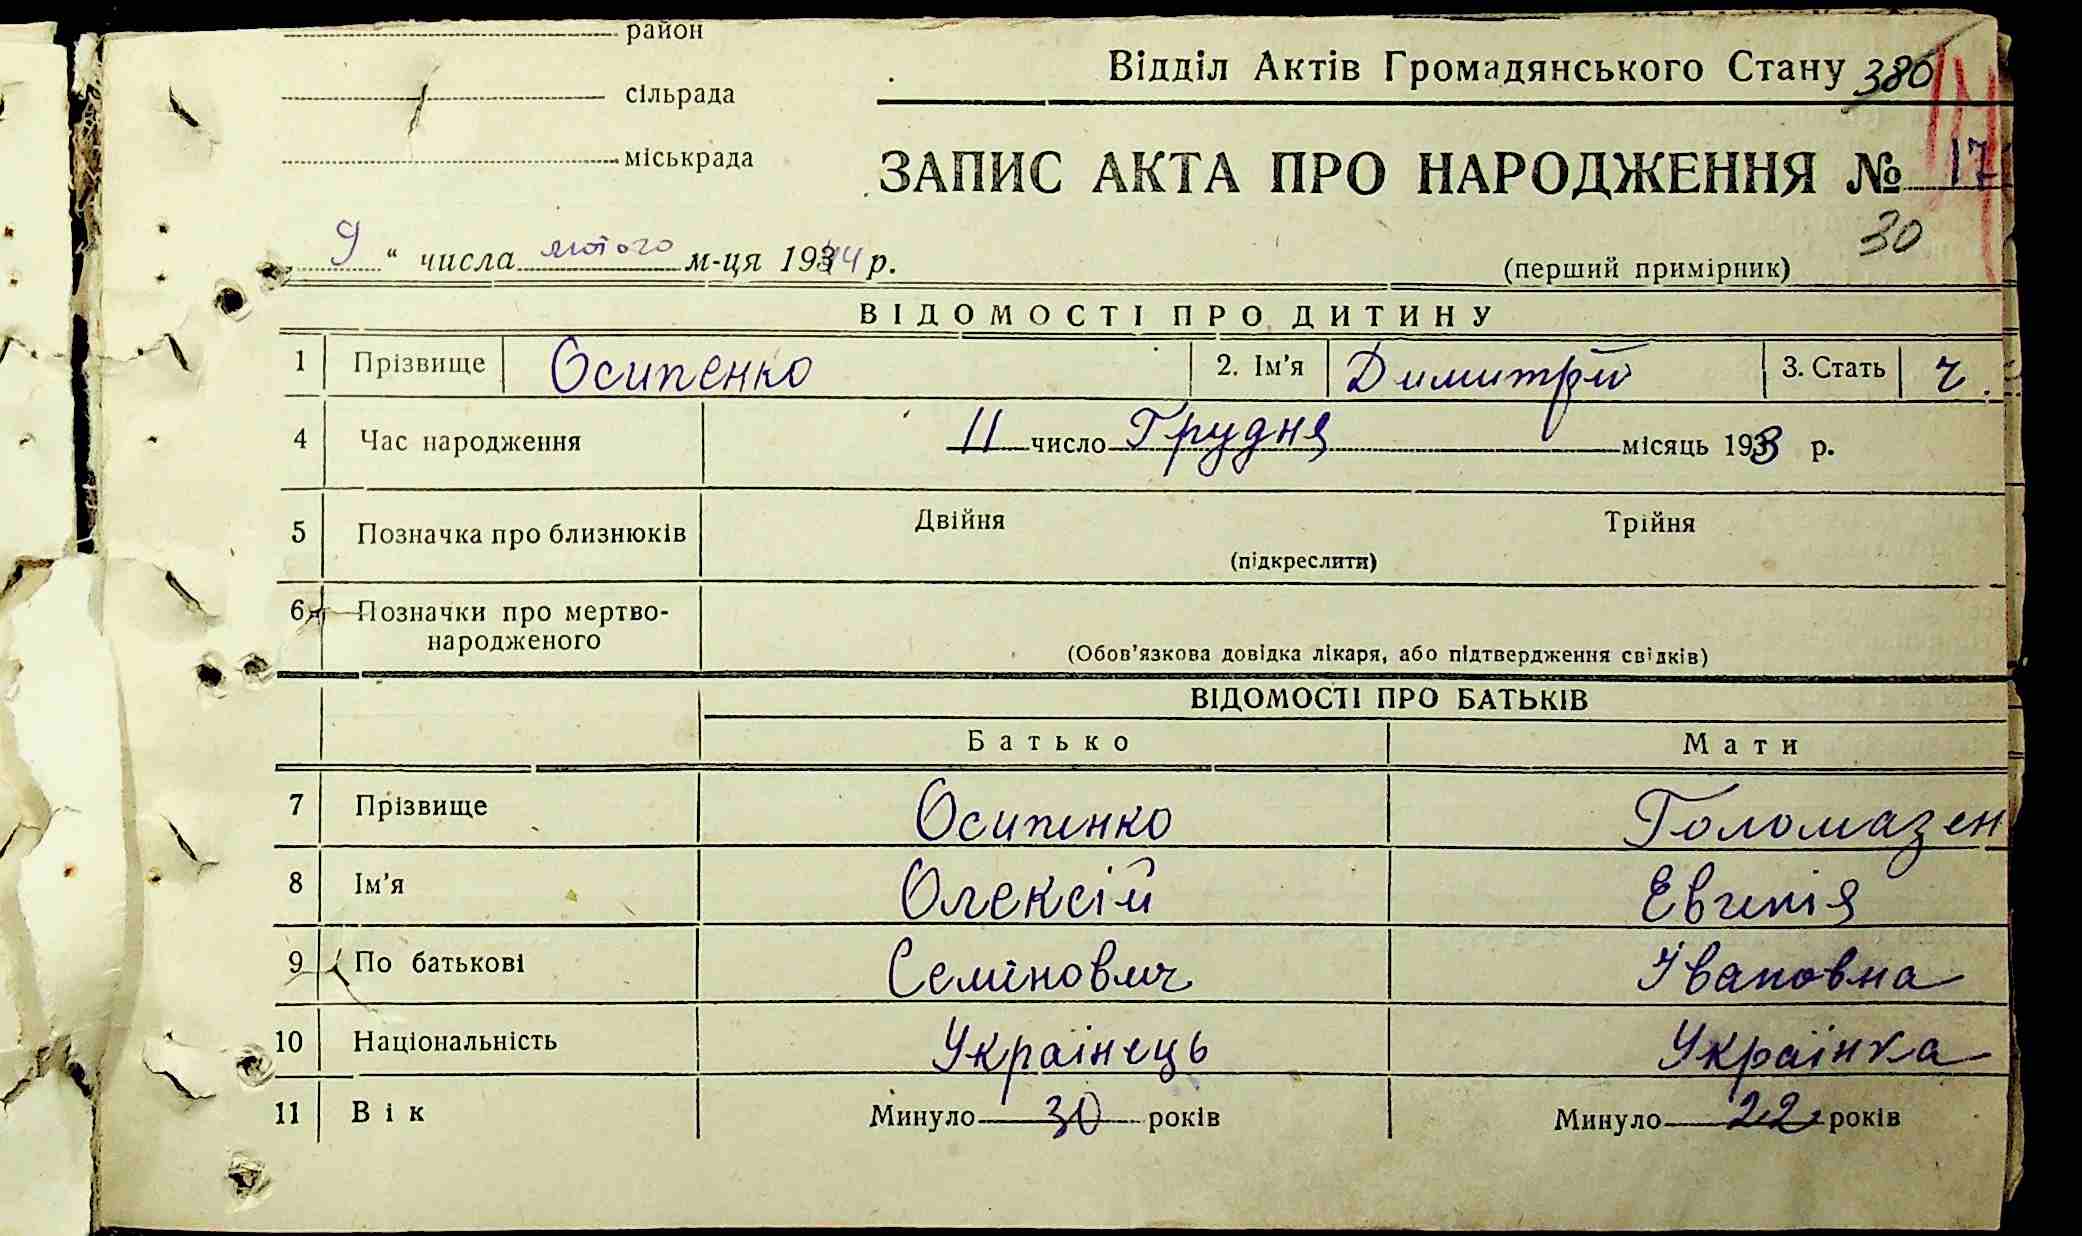 район
Відділ Актів Громадянського Стану 380
сільрада
міськрада
ЗАПИС АКТА ПРО НАРОДЖЕННЯ № 17
30
9 " числа лютого м-ця 1934 р.
(перший примірник)
ВІДОМОСТІ ПРО ДИТИНУ
1 Прізвище Осипенко 2. Ім'я Димитрій 3. Стать ч.
4 Час народження 11 число Грудня місяць 1933 р.
5 Позначка про близнюків Двійня Трійня
(підкреслити)
6 Позначки про мертво-
народженого
(Обов'язкова довідка лікаря, або підтвердження свідків)
ВІДОМОСТІ ПРО БАТЬКІВ
Батько Мати
7 Прізвище Осипенко Голомазен
8 Ім'я Олексій Евгенія
9 По батькові Семінович Івановна
10 Національність Українець Українка
11 Вік Минуло 30 років Минуло 22 років